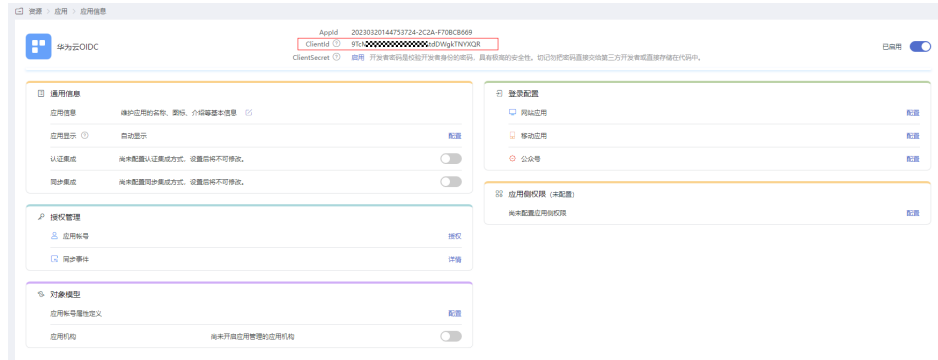 资源 > 应用 > 应用信息
华为云OIDC
AppId 20230320144753724-2C2A-F70BCB669
ClientId 9Tch tdDWgkTNYXQR
ClientSecret 启用 开发者密码是校验开发者身份的密码，具有极高的安全性。切记勿把密码直接交给第三方开发者或直接存储在代码中。
已启用
通用信息
应用信息 维护应用的名称、图标、介绍等基本信息
应用显示 自动显示 配置
认证集成 尚未配置认证集成方式，设置后将不可修改。
同步集成 尚未配置同步集成方式，设置后将不可修改。
授权管理
应用帐号 授权
同步事件 详情
对象模型
应用帐号属性定义 配置
应用机构 尚未开启应用管理的应用机构
登录配置
网站应用 配置
移动应用 配置
公众号 配置
应用侧权限 (未配置)
尚未配置应用侧权限 配置